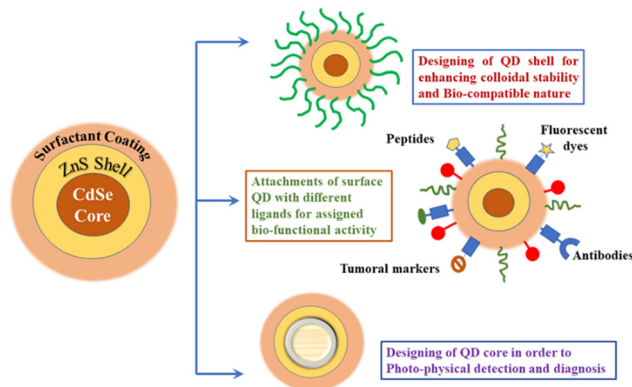 Surfactant Coating
ZnS Shell
CdSe
Core
Designing of QD shell for
enhancing colloidal stability
and Bio-compatible nature
Attachments of surface
QD with different
ligands for assigned
bio-functional activity
Peptides
Fluorescent
dyes
Tumoral markers
Antibodies
Designing of QD core in order to
Photo-physical detection and diagnosis